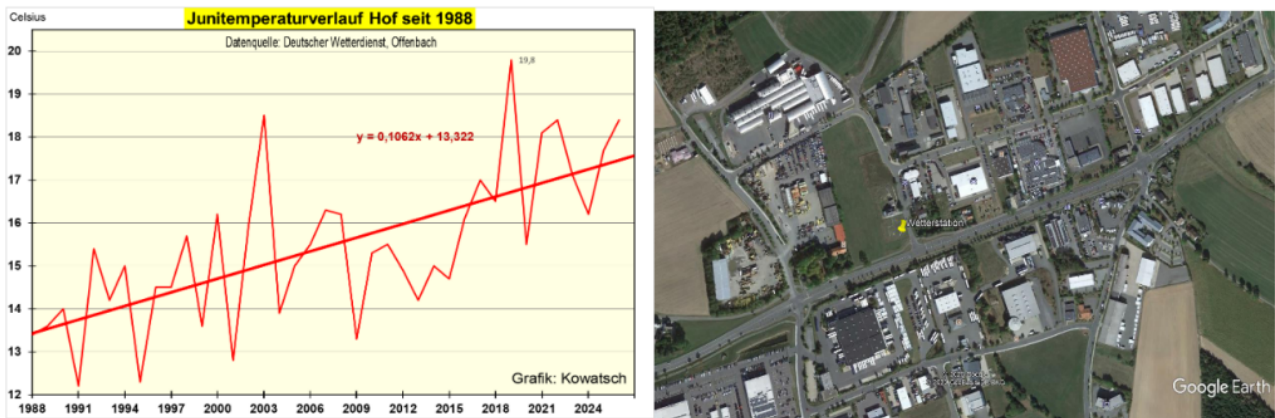 Celsius
Junitemperaturverlauf Hof seit 1988
Datenquelle: Deutscher Wetterdienst, Offenbach
20
19
18
17
16
15
14
13
12
19,8
y = 0,1062x + 13,322
Grafik: Kowatsch
1988 1991 1994 1997 2000 2003 2006 2009 2012 2015 2018 2021 2024
Wetterstation
Google Earth